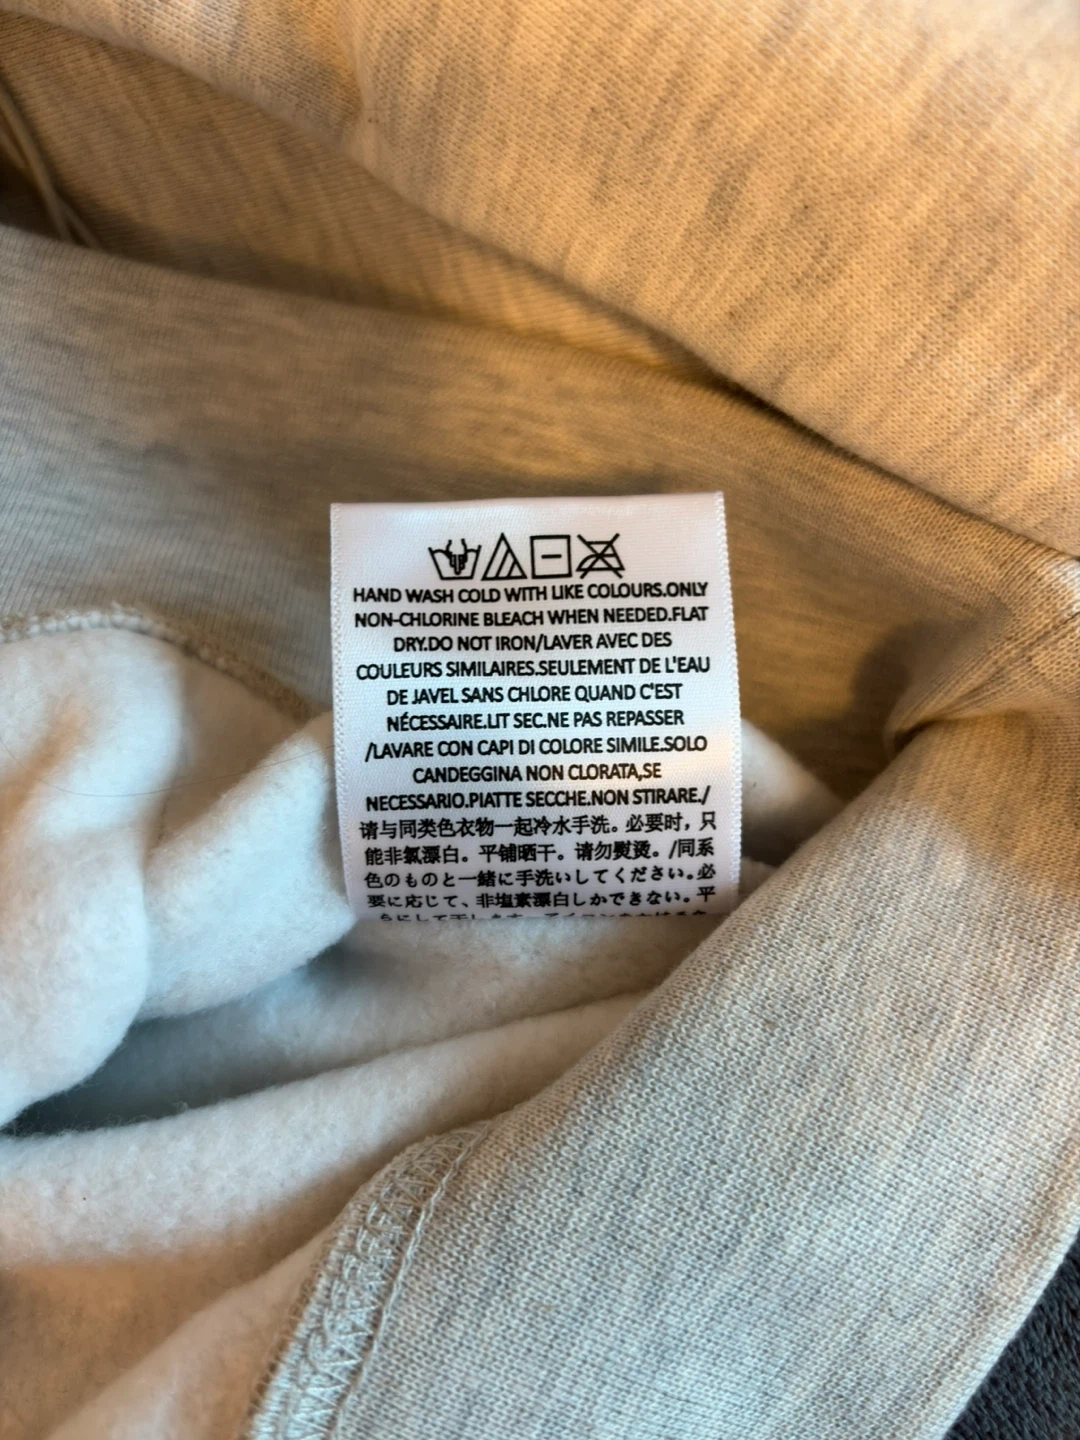 HAND WASH COLD WITH LIKE COLOURS.ONLY
NON-CHLORINE BLEACH WHEN NEEDED.FLAT
DRY.DO NOT IRON/LAVER AVEC DES
COULEURS SIMILAIRES.SEULEMENT DE L'EAU
DE JAVEL SANS CHLORE QUAND C'EST
NÉCESSAIRE.LIT SEC.NE PAS REPASSER
/LAVARE CON CAPI DI COLORE SIMILE.SOLO
CANDEGGINA NON CLORATA,SE
NECESSARIO.PIATTE SECCHE.NON STIRARE./
请与同类色衣物一起冷水手洗。必要时，只
能非氯漂白。平铺晒干。请勿熨烫。/同系
色のものと一緒に手洗いしてください。必
要に応じて、非塩素漂白しかできない。平